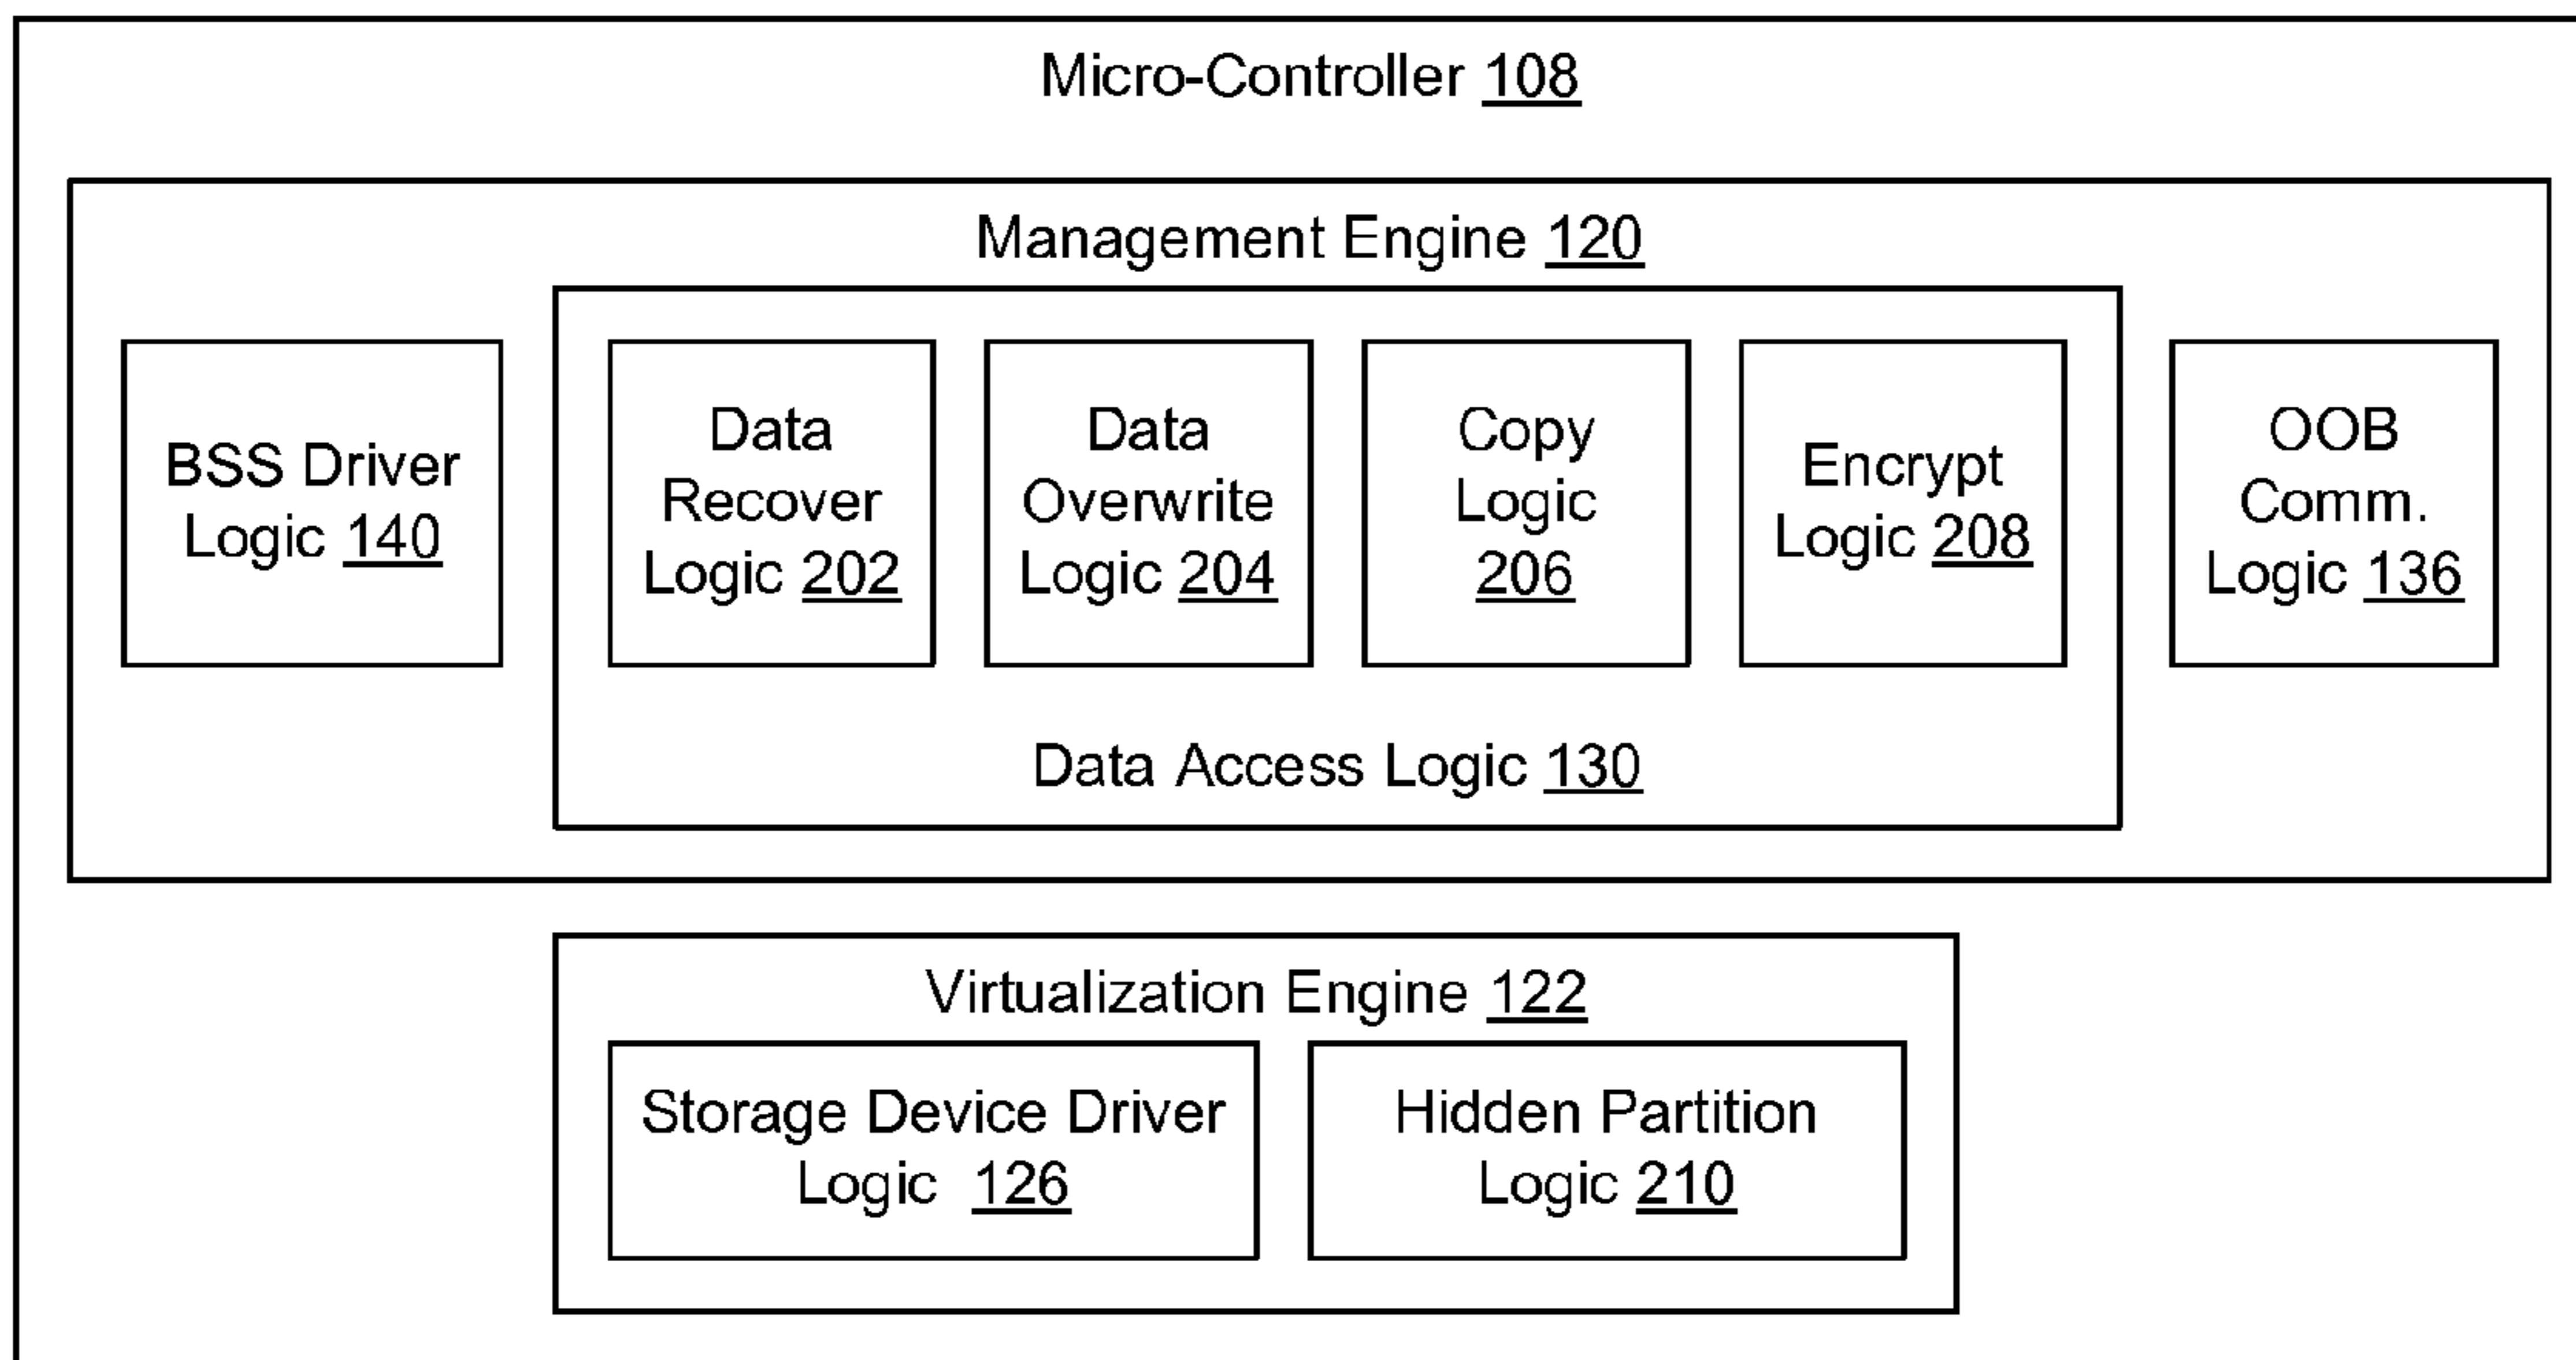 Micro-Controller 108
Management Engine 120
BSS Driver
Logic 140
Data
Recover
Logic 202
Data
Overwrite
Logic 204
Copy
Logic
206
Encrypt
Logic 208
OOB
Comm.
Logic 136
Data Access Logic 130
Virtualization Engine 122
Storage Device Driver
Logic 126
Hidden Partition
Logic 210